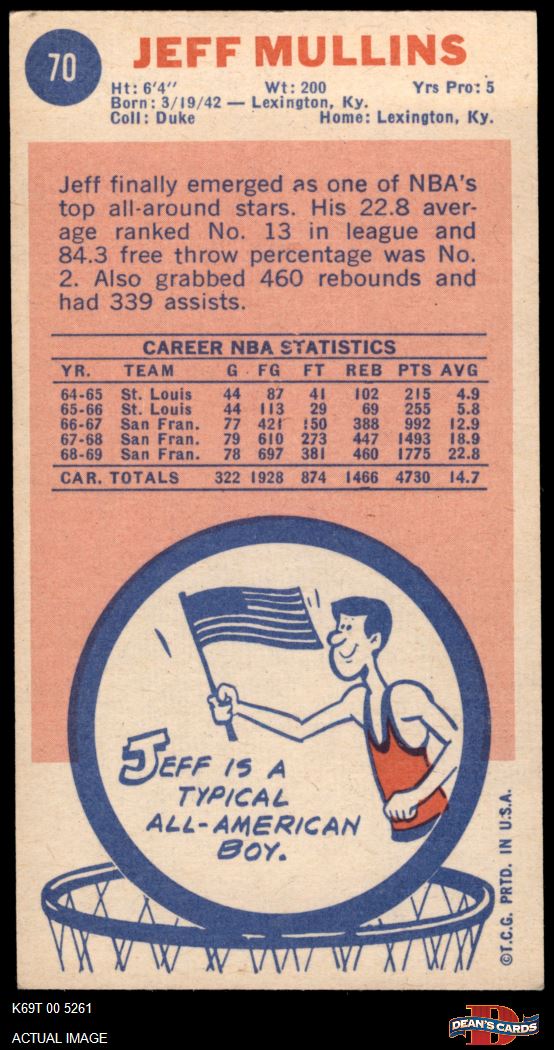 70
JEFF MULLINS
Ht: 6'4" Wt: 200 Yrs Pro: 5
Born: 3/19/42 — Lexington, Ky.
Coll: Duke Home: Lexington, Ky.
Jeff finally emerged as one of NBA's
top all-around stars. His 22.8 aver-
age ranked No. 13 in league and
84.3 free throw percentage was No.
2. Also grabbed 460 rebounds and
had 339 assists.
CAREER NBA STATISTICS
YR. TEAM G FG FT REB PTS AVG
64-65 St. Louis 44 87 41 102 215 4.9
65-66 St. Louis 44 113 29 69 255 5.8
66-67 San Fran. 77 421 150 388 992 12.9
67-68 San Fran. 79 610 273 447 1493 18.9
68-69 San Fran. 78 697 381 460 1775 22.8
CAR. TOTALS 322 1928 874 1466 4730 14.7
JEFF IS A
TYPICAL
ALL-AMERICAN
BOY.
©T.C.G. PRTD. IN U.S.A.
K69T 00 5261
ACTUAL IMAGE
D
DEAN'S CARDS